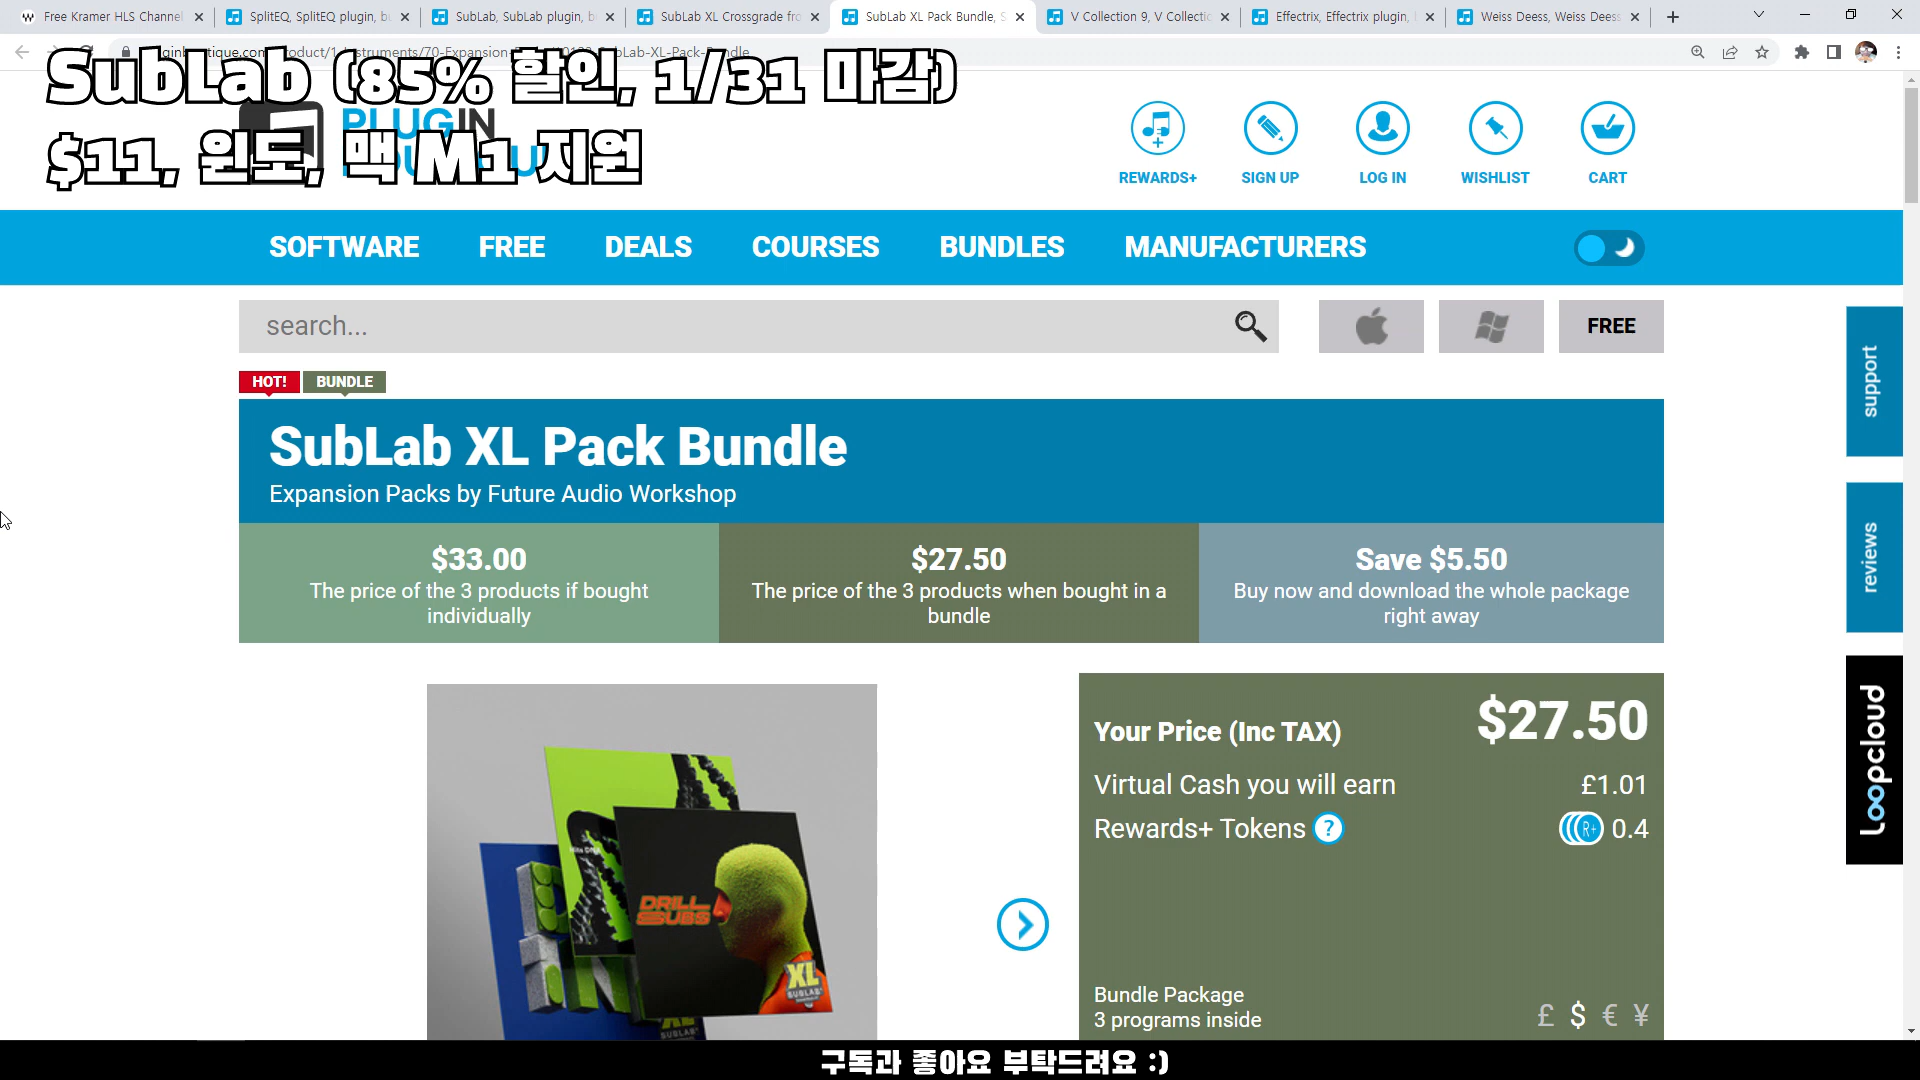 Free Kramer HLS Channel
SplitEQ, SplitEQ plugin, bu
SubLab, SubLab plugin, b
SubLab XL Crossgrade fro
SubLab XL Pack Bundle, S
V Collection 9, V Collectio
Effectrix, Effectrix plugin,
Weiss Deess, Weiss Deess
SubLab (85% 할인, 1/31 마감)
$11, 윈도, 맥 M1 지원
PLUGIN
REWARDS+
SIGN UP
LOG IN
WISHLIST
CART
SOFTWARE
FREE
DEALS
COURSES
BUNDLES
MANUFACTURERS
search...
FREE
HOT!
BUNDLE
SubLab XL Pack Bundle
Expansion Packs by Future Audio Workshop
$33.00
The price of the 3 products if bought
individually
$27.50
The price of the 3 products when bought in a
bundle
Save $5.50
Buy now and download the whole package
right away
support
reviews
Loopcloud
DRILL
SUBS
XL
SUBLAB
Your Price (Inc TAX)
$27.50
Virtual Cash you will earn
£1.01
Rewards+ Tokens ?
R+ 0.4
Bundle Package
3 programs inside
£ $ € ¥
구독과 좋아요 부탁드려요 :)